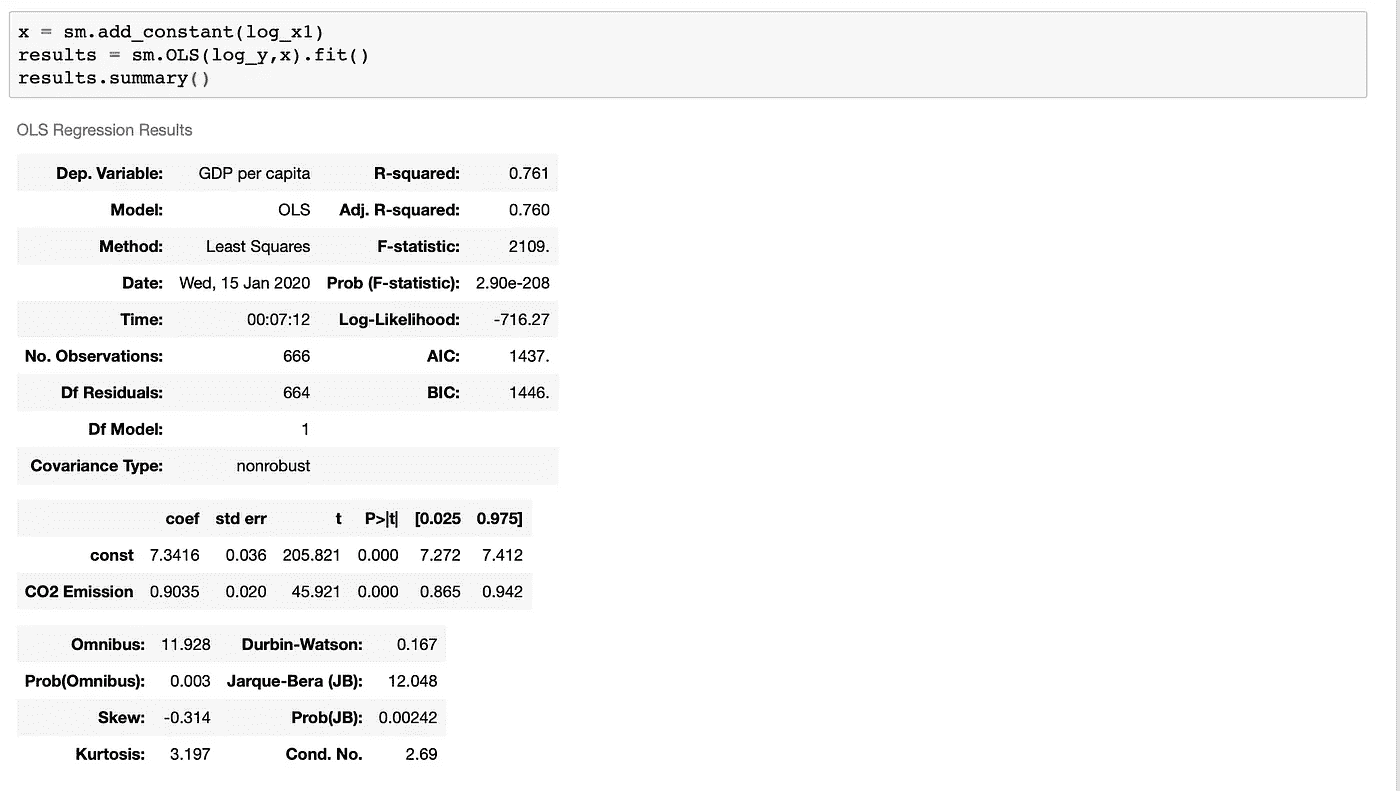 x = sm.add_constant(log_x1)
results = sm.OLS(log_y,x).fit()
results.summary()
OLS Regression Results
Dep. Variable: GDP per capita R-squared: 0.761
Model: OLS Adj. R-squared: 0.760
Method: Least Squares F-statistic: 2109.
Date: Wed, 15 Jan 2020 Prob (F-statistic): 2.90e-208
Time: 00:07:12 Log-Likelihood: -716.27
No. Observations: 666 AIC: 1437.
Df Residuals: 664 BIC: 1446.
Df Model: 1
Covariance Type: nonrobust
coef std err t P>|t| [0.025 0.975]
const 7.3416 0.036 205.821 0.000 7.272 7.412
CO2 Emission 0.9035 0.020 45.921 0.000 0.865 0.942
Omnibus: 11.928 Durbin-Watson: 0.167
Prob(Omnibus): 0.003 Jarque-Bera (JB): 12.048
Skew: -0.314 Prob(JB): 0.00242
Kurtosis: 3.197 Cond. No. 2.69